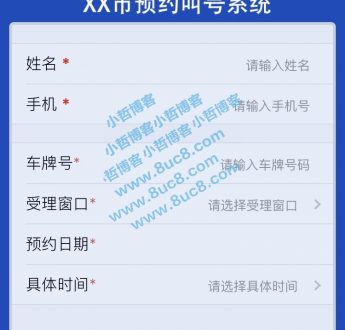 XX市预约叫号系统
姓名 * 请输入姓名
手机 * 请输入手机号
车牌号* 请输入车牌号码
受理窗口* 请选择受理窗口
预约日期*
具体时间* 请选择具体时间
小哲博客
小哲博客小哲博客
小哲博客小哲博客
www.8uc8.com
www.8uc8.com
www.8uc8.com